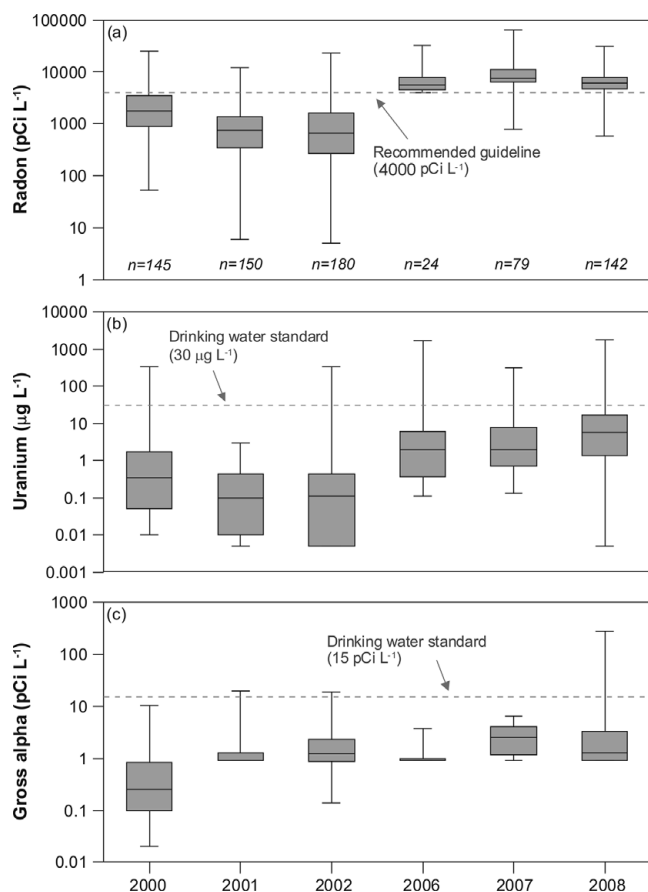 (a)
Radon (pCi L⁻¹)
100000
10000
1000
100
10
1
Recommended guideline
(4000 pCi L⁻¹)
n=145 n=150 n=180 n=24 n=79 n=142
(b)
Uranium (µg L⁻¹)
10000
1000
100
10
1
0.1
0.01
0.001
Drinking water standard
(30 µg L⁻¹)
(c)
Gross alpha (pCi L⁻¹)
1000
100
10
1
0.1
0.01
Drinking water standard
(15 pCi L⁻¹)
2000 2001 2002 2006 2007 2008